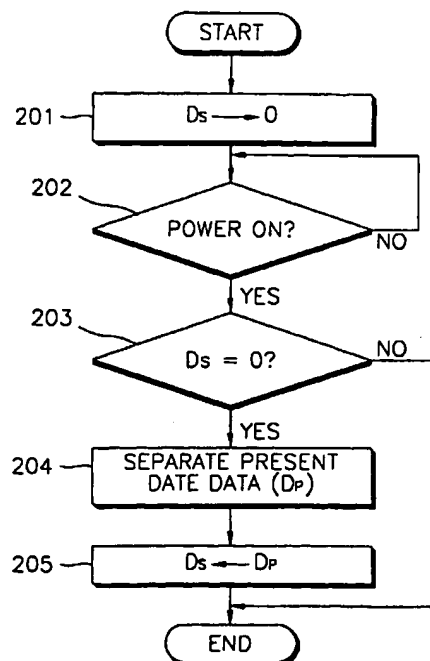 START
201
Ds → 0
202
POWER ON?
NO
YES
203
Ds = 0?
NO
YES
204
SEPARATE PRESENT
DATE DATA (DP)
205
Ds ← DP
END